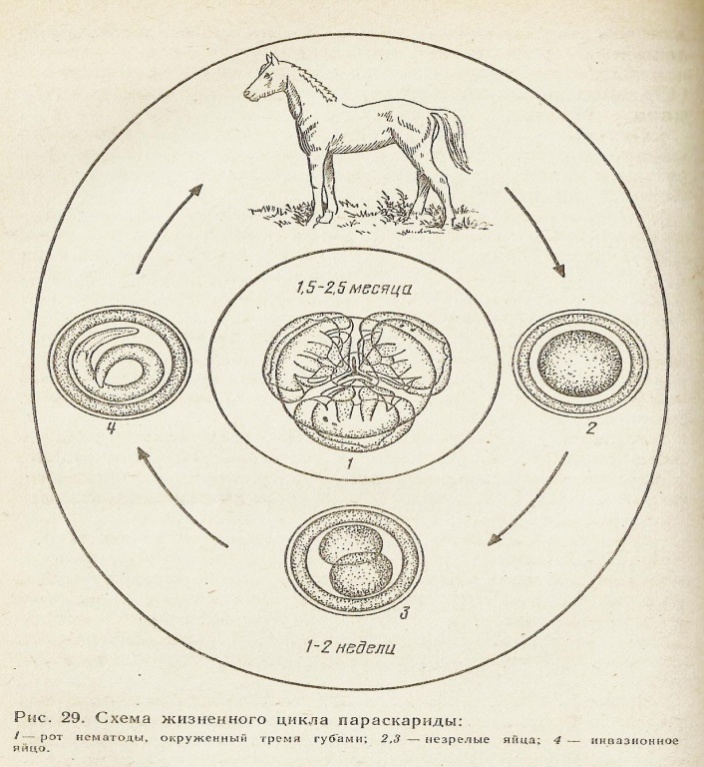 1,5-2,5 месяца
4
2
1
3
1-2 недели
Рис. 29. Схема жизненного цикла параскариды:
1 — рот нематоды, окруженный тремя губами; 2,3 — незрелые яйца; 4 — инвазионное
яйцо.